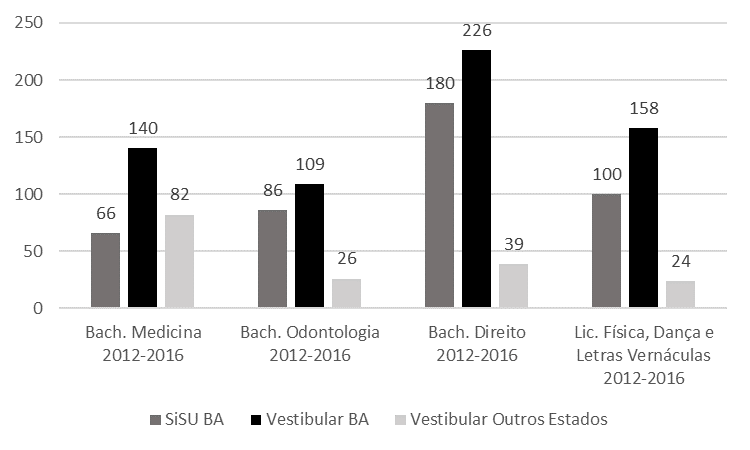 250
200
150
100
50
0
66 140 82
86 109 26
180 226 39
100 158 24
Bach. Medicina
2012-2016
Bach. Odontologia
2012-2016
Bach. Direito
2012-2016
Lic. Física, Dança e
Letras Vernáculas
2012-2016
SiSU BA Vestibular BA Vestibular Outros Estados